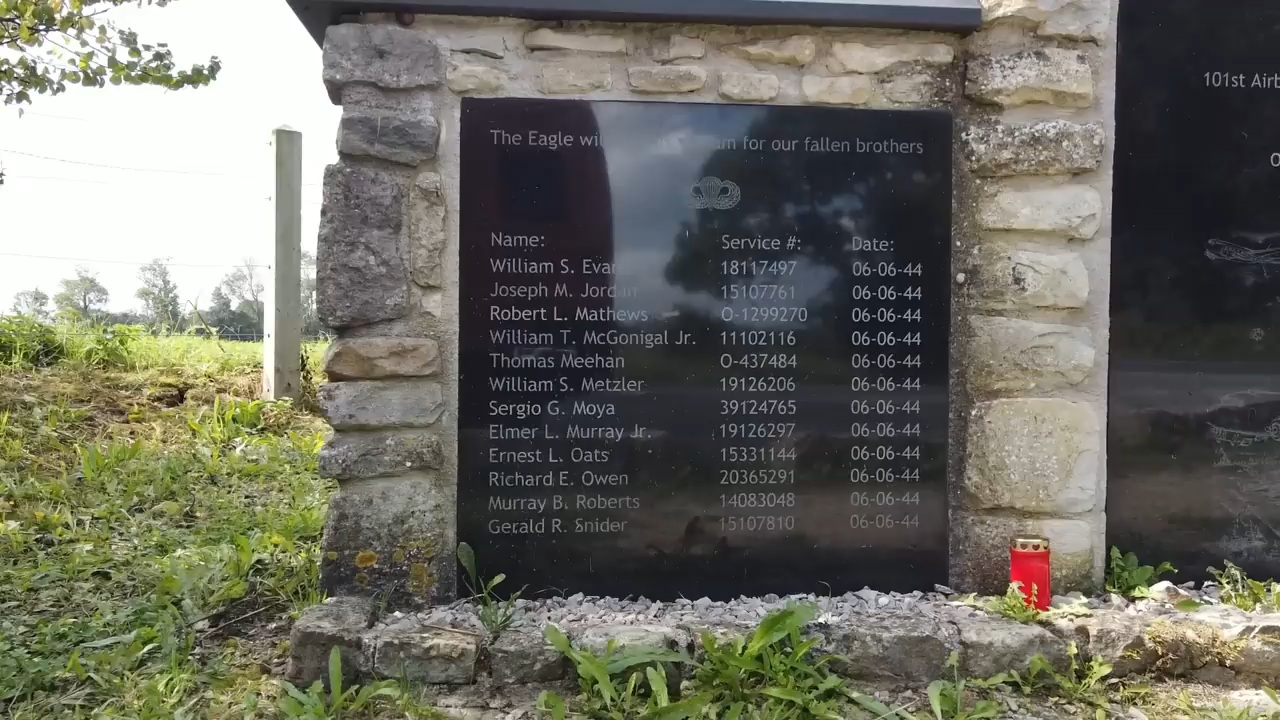 The Eagle wil for our fallen brothers
Name: Service #: Date:
William S. Evan 18117497 06-06-44
Joseph M. Jordan 15107761 06-06-44
Robert L. Mathews O-1299270 06-06-44
William T. McGonigal Jr. 11102116 06-06-44
Thomas Meehan O-437484 06-06-44
William S. Metzler 19126206 06-06-44
Sergio G. Moya 39124765 06-06-44
Elmer L. Murray Jr. 19126297 06-06-44
Ernest L. Oats 15331144 06-06-44
Richard E. Owen 20365291 06-06-44
Murray B. Roberts 14083048 06-06-44
Gerald R. Snider 15107810 06-06-44
101st Airb
O